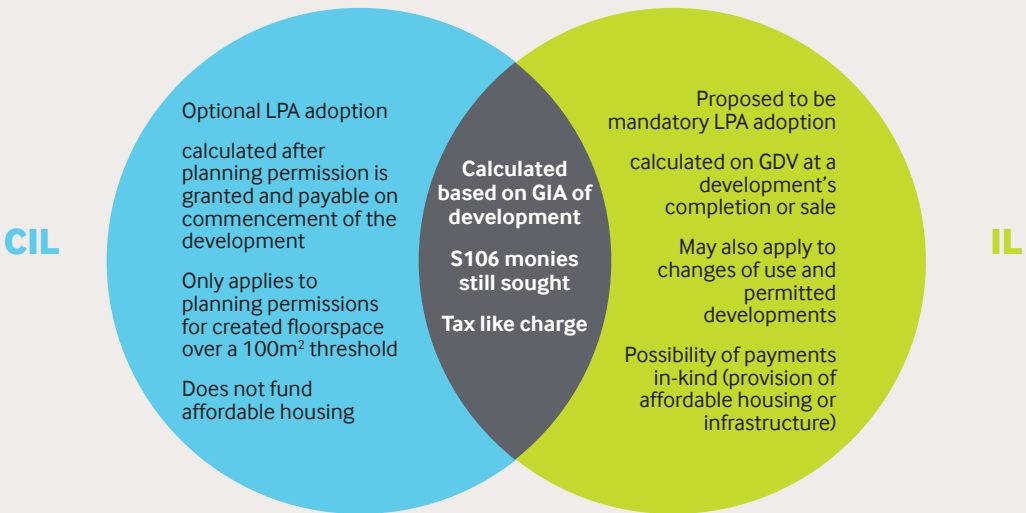 CIL
Optional LPA adoption
calculated after
planning permission is
granted and payable on
commencement of the
development
Only applies to
planning permissions
for created floorspace
over a 100m² threshold
Does not fund
affordable housing
Calculated
based on GIA of
development
S106 monies
still sought
Tax like charge
Proposed to be
mandatory LPA adoption
calculated on GDV at a
development’s
completion or sale
May also apply to
changes of use and
permitted
developments
Possibility of payments
in-kind (provision of
affordable housing or
infrastructure)
IL